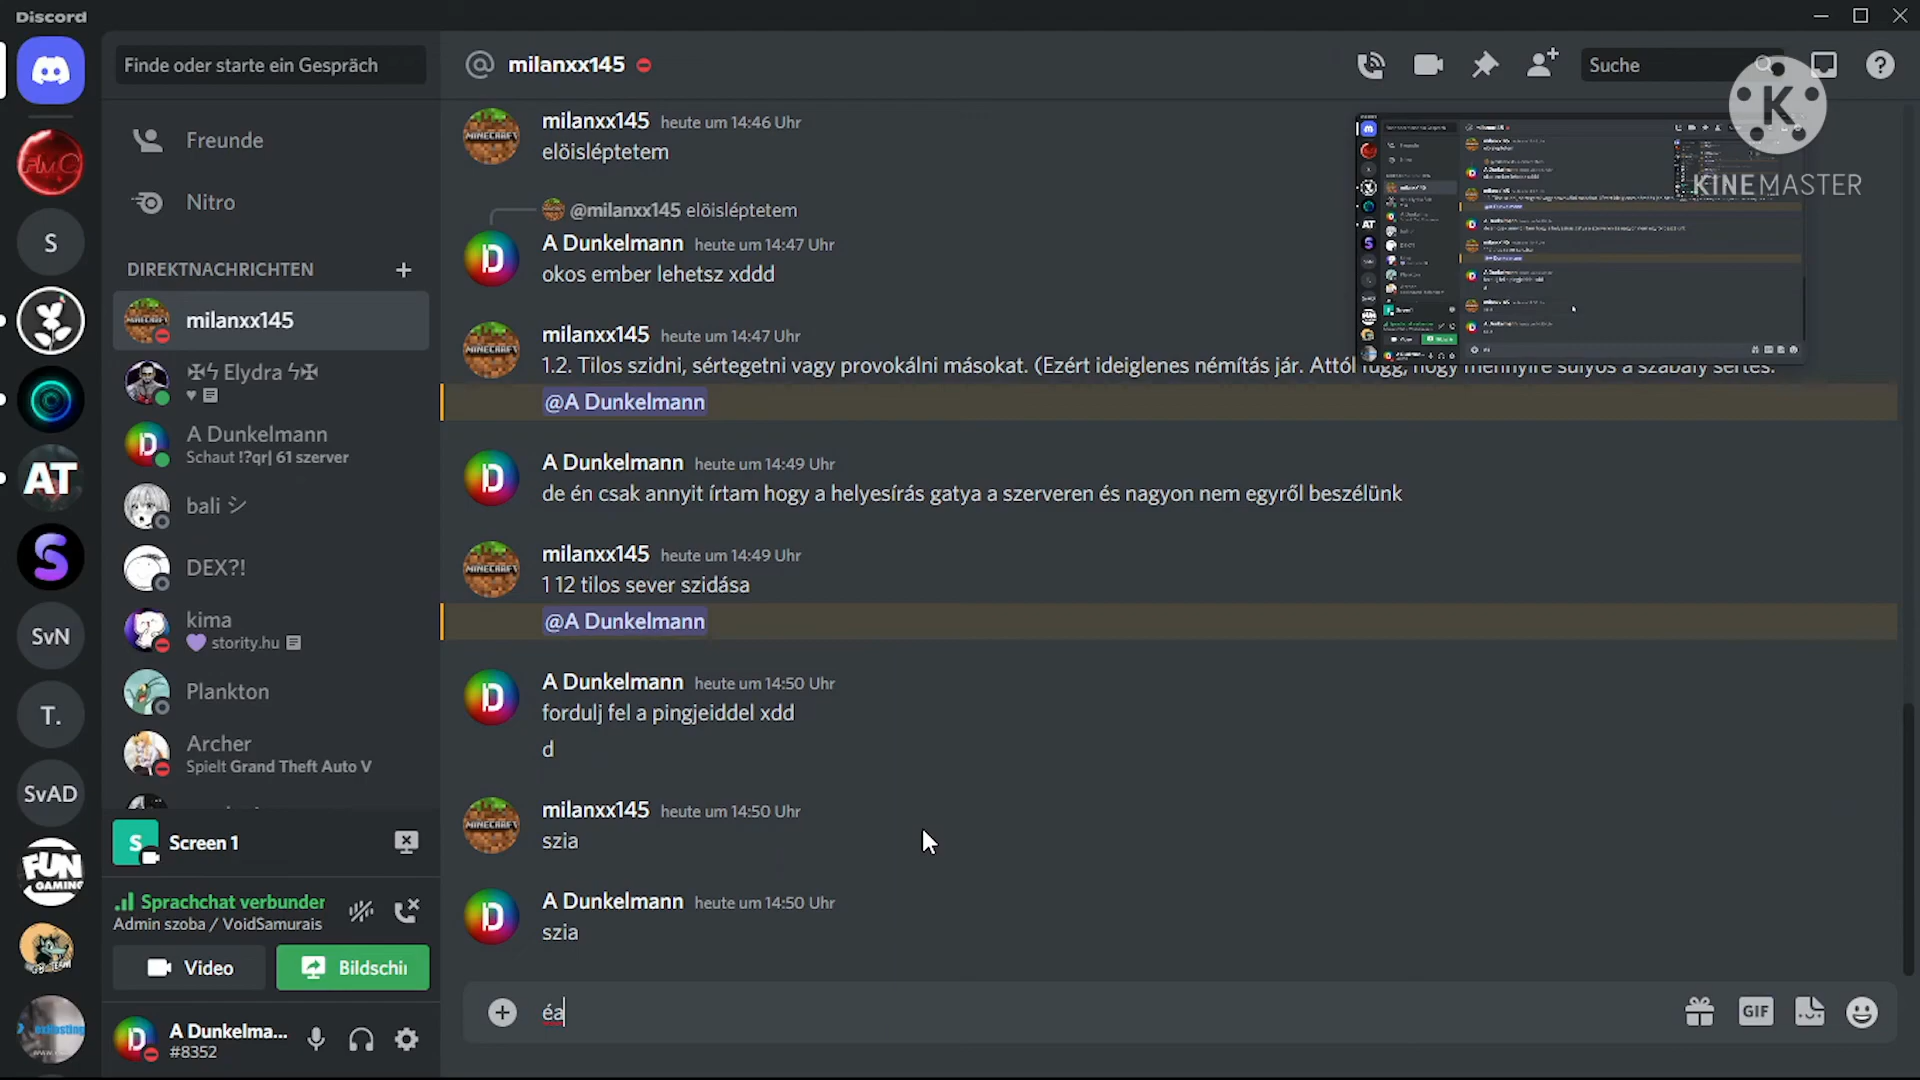 Discord
Finde oder starte ein Gespräch
Freunde
Nitro
DIREKTNACHRICHTEN
milanxx145
✠ϟ Elydra ϟ✠
A Dunkelmann
Schaut !?qr| 61 szerver
bali シ
DEX?!
kima
stority.hu
Plankton
Archer
Spielt Grand Theft Auto V
S
Screen 1
Sprachchat verbunden
Admin szoba / VoidSamurais
Video
Bildschir
A Dunkelma...
#8352
S
AT
S
SvN
T.
SvAD
FUN
GAMING
milanxx145
Suche
K
KINEMASTER
milanxx145 heute um 14:46 Uhr
elöisléptetem
@milanxx145 elöisléptetem
A Dunkelmann heute um 14:47 Uhr
okos ember lehetsz xddd
milanxx145 heute um 14:47 Uhr
1.2. Tilos szidni, sértegetni vagy provokálni másokat. (Ezért ideiglenes némítás jár. Attól függ, hogy mennyire súlyos a szabály sértés.
@A Dunkelmann
A Dunkelmann heute um 14:49 Uhr
de én csak annyit írtam hogy a helyesírás gatya a szerveren és nagyon nem egyről beszélünk
milanxx145 heute um 14:49 Uhr
1 12 tilos sever szidása
@A Dunkelmann
A Dunkelmann heute um 14:50 Uhr
fordulj fel a pingjeiddel xdd
d
milanxx145 heute um 14:50 Uhr
szia
A Dunkelmann heute um 14:50 Uhr
szia
éa
GIF